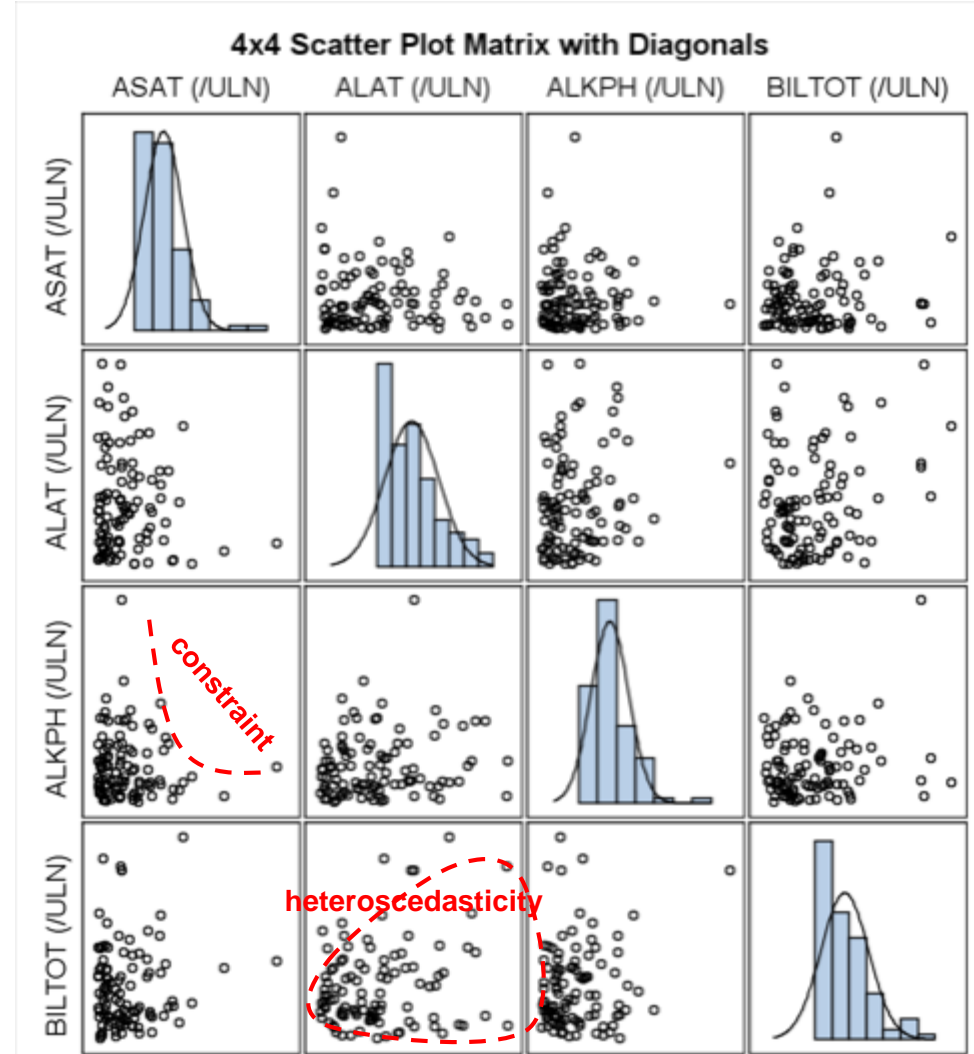 4x4 Scatter Plot Matrix with Diagonals
ASAT (/ULN) ALAT (/ULN) ALKPH (/ULN) BILTOT (/ULN)
ASAT (/ULN)
ALAT (/ULN)
ALKPH (/ULN)
constraint
BILTOT (/ULN)
heteroscedasticity